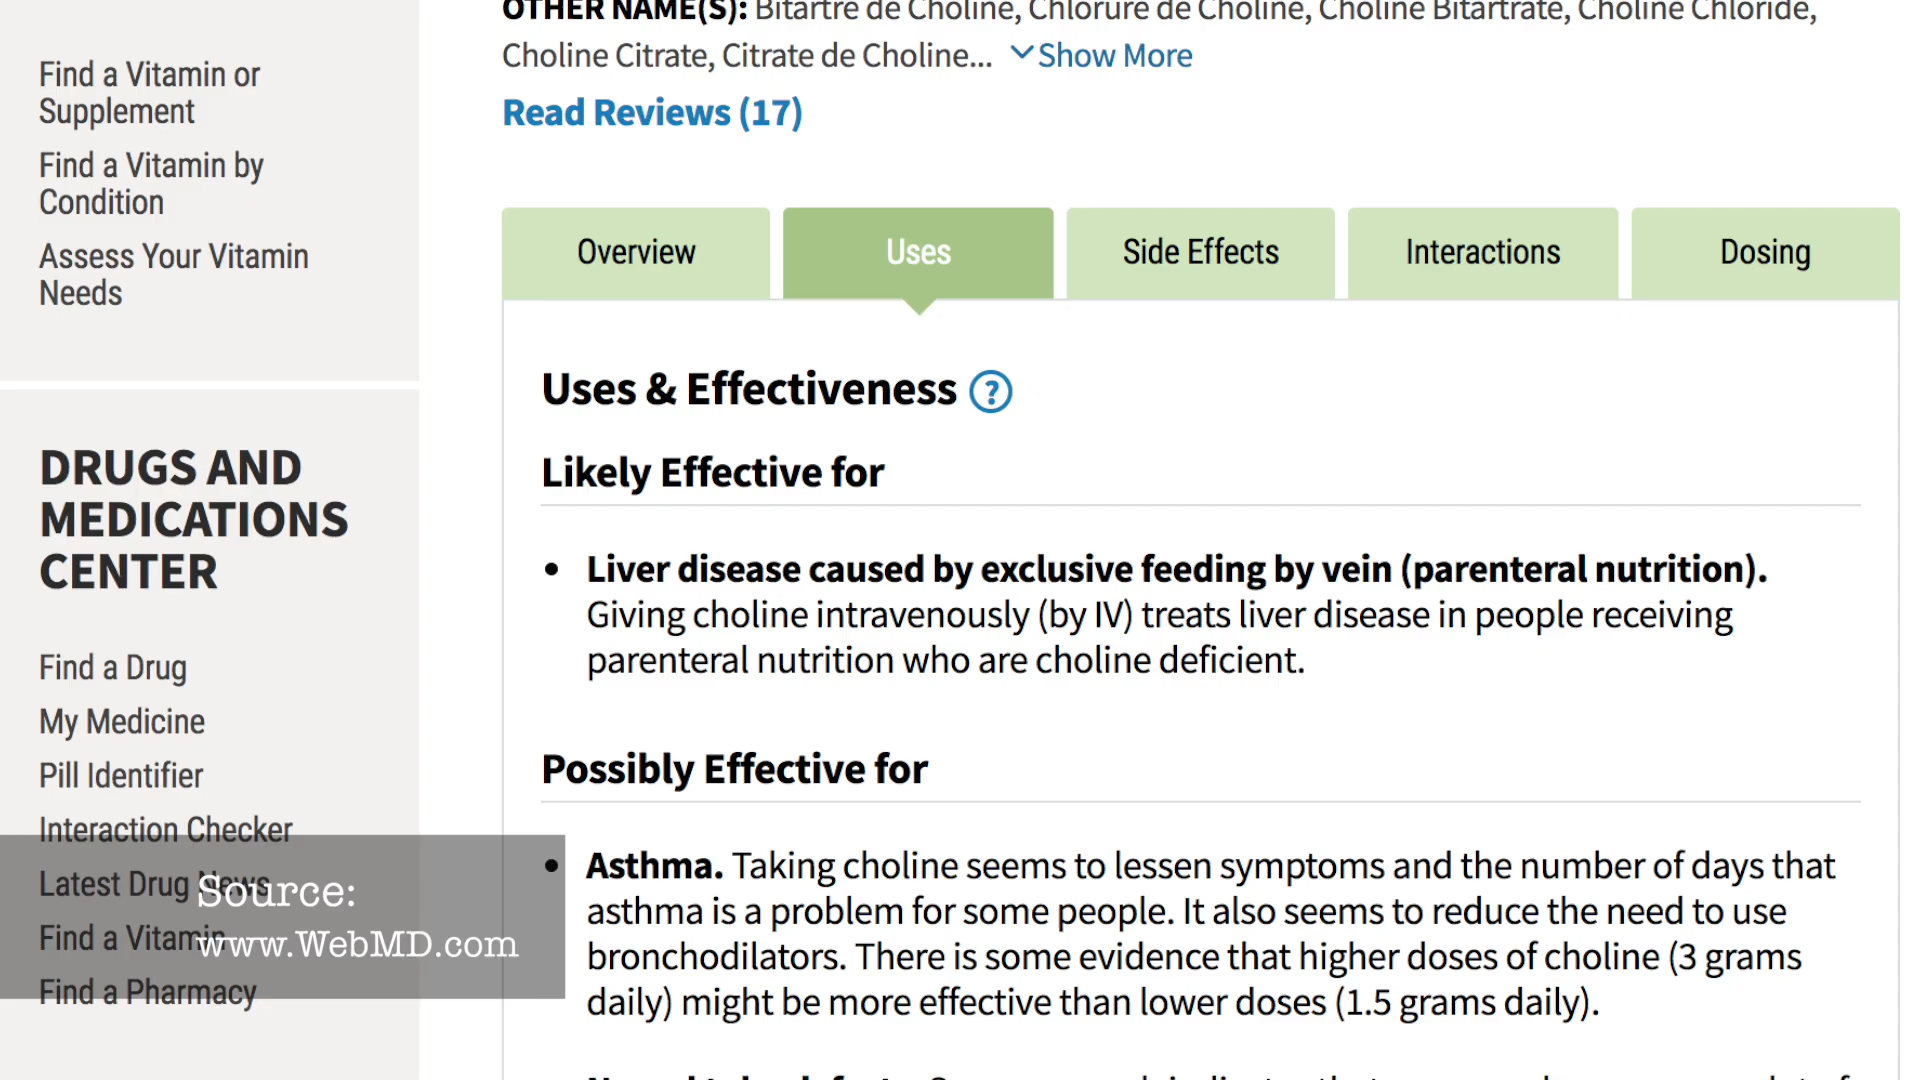 OTHER NAME(S): Bitartre de Choline, Chlorure de Choline, Choline Bitartrate, Choline Chloride,
Choline Citrate, Citrate de Choline... Show More
Read Reviews (17)
Find a Vitamin or
Supplement
Find a Vitamin by
Condition
Assess Your Vitamin
Needs
DRUGS AND
MEDICATIONS
CENTER
Find a Drug
My Medicine
Pill Identifier
Interaction Checker
Latest Drug News
Find a Vitamin
Find a Pharmacy
Source:
www.WebMD.com
Overview
Uses
Side Effects
Interactions
Dosing
Uses & Effectiveness ?
Likely Effective for
• Liver disease caused by exclusive feeding by vein (parenteral nutrition).
Giving choline intravenously (by IV) treats liver disease in people receiving
parenteral nutrition who are choline deficient.
Possibly Effective for
• Asthma. Taking choline seems to lessen symptoms and the number of days that
asthma is a problem for some people. It also seems to reduce the need to use
bronchodilators. There is some evidence that higher doses of choline (3 grams
daily) might be more effective than lower doses (1.5 grams daily).